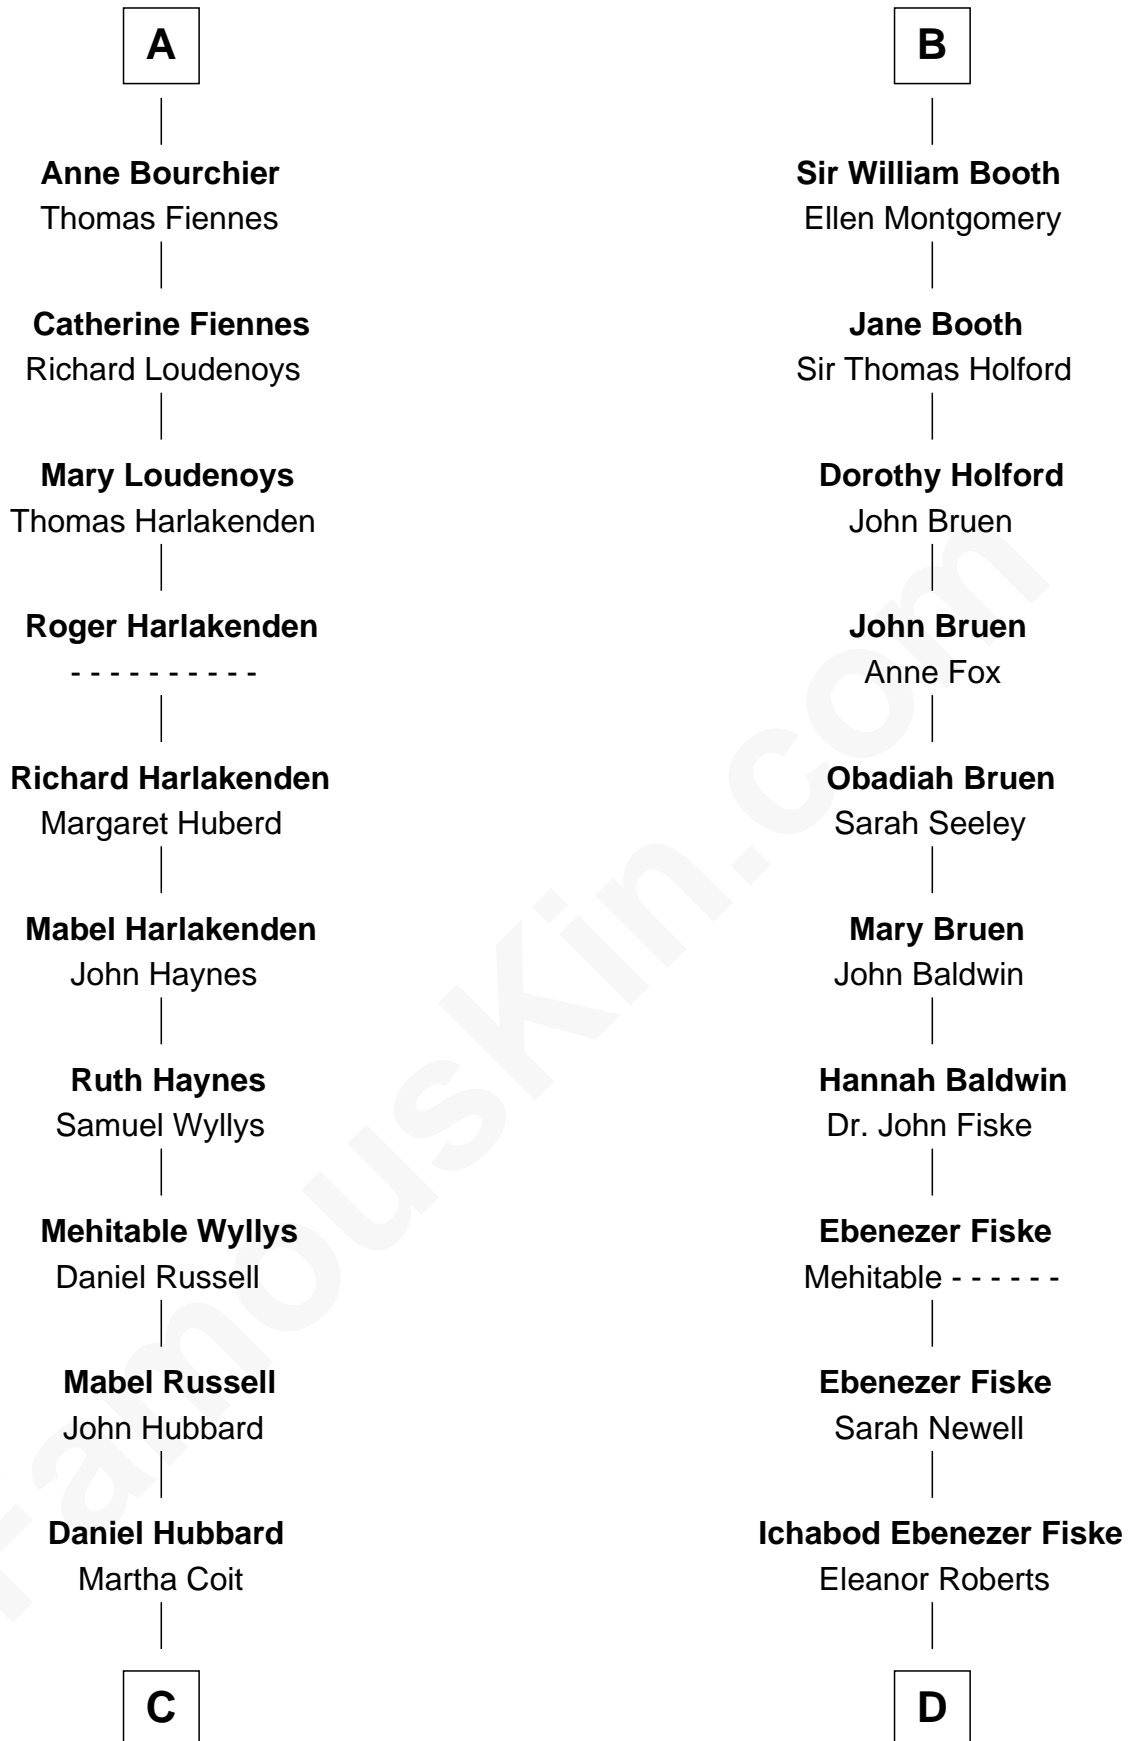 A
Anne Bourchier
Thomas Fiennes
Catherine Fiennes
Richard Loudenoys
Mary Loudenoys
Thomas Harlakenden
Roger Harlakenden
- - - - - - - - - -
Richard Harlakenden
Margaret Huberd
Mabel Harlakenden
John Haynes
Ruth Haynes
Samuel Wyllys
Mehitable Wyllys
Daniel Russell
Mabel Russell
John Hubbard
Daniel Hubbard
Martha Coit
C
B
Sir William Booth
Ellen Montgomery
Jane Booth
Sir Thomas Holford
Dorothy Holford
John Bruen
John Bruen
Anne Fox
Obadiah Bruen
Sarah Seeley
Mary Bruen
John Baldwin
Hannah Baldwin
Dr. John Fiske
Ebenezer Fiske
Mehitable - - - - - -
Ebenezer Fiske
Sarah Newell
Ichabod Ebenezer Fiske
Eleanor Roberts
D
FamousKin.com